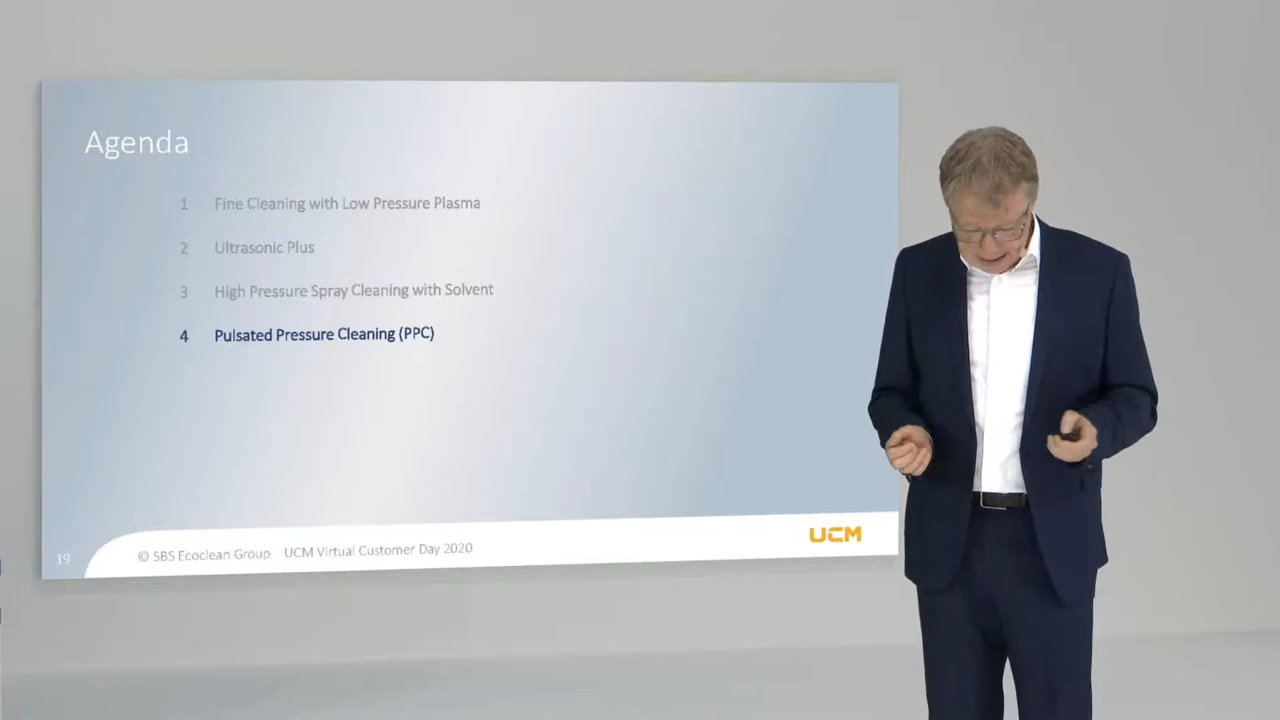 Agenda
1 Fine Cleaning with Low Pressure Plasma
2 Ultrasonic Plus
3 High Pressure Spray Cleaning with Solvent
4 Pulsated Pressure Cleaning (PPC)
UCM
19 © SBS Ecoclean Group UCM Virtual Customer Day 2020